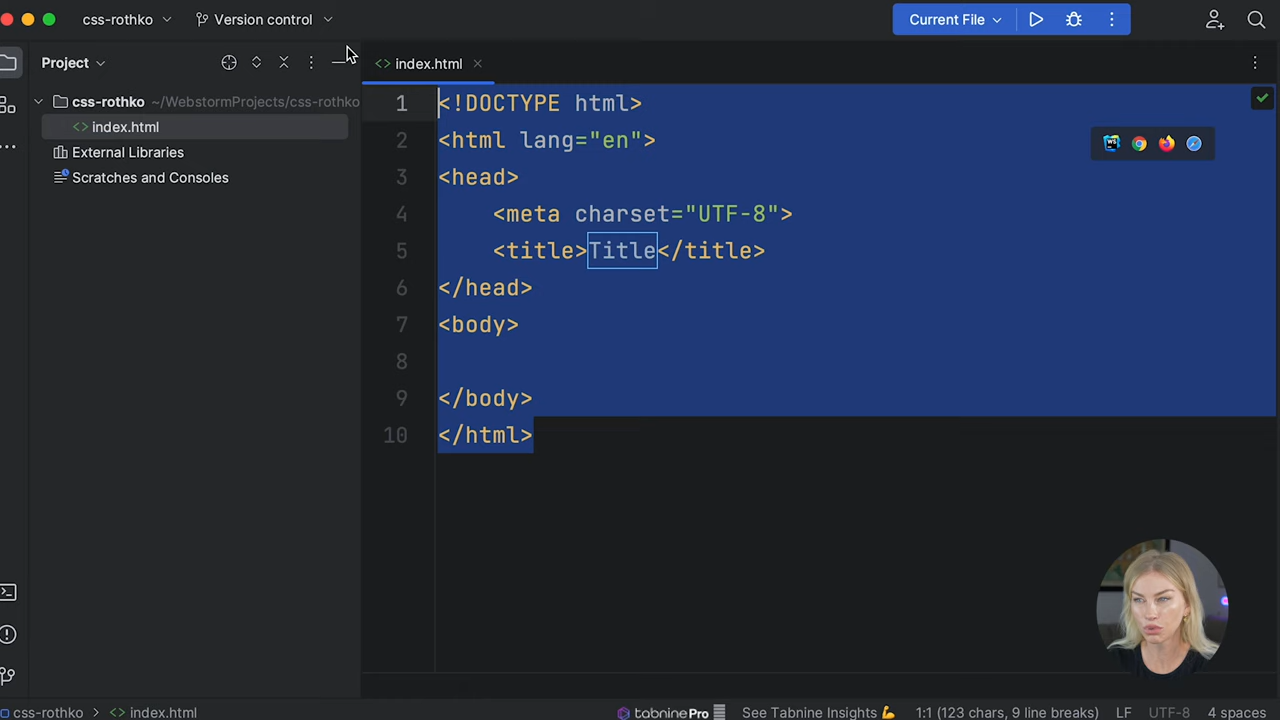 css-rothko
Version control
Current File
Project
index.html
css-rothko ~/WebstormProjects/css-rothko
index.html
External Libraries
Scratches and Consoles
1 <!DOCTYPE html>
2 <html lang="en">
3 <head>
4 <meta charset="UTF-8">
5 <title>Title</title>
6 </head>
7 <body>
8
9 </body>
10 </html>
css-rothko > index.html
tabnine Pro
See Tabnine Insights 💪
1:1 (123 chars, 9 line breaks)
LF
UTF-8
4 spaces